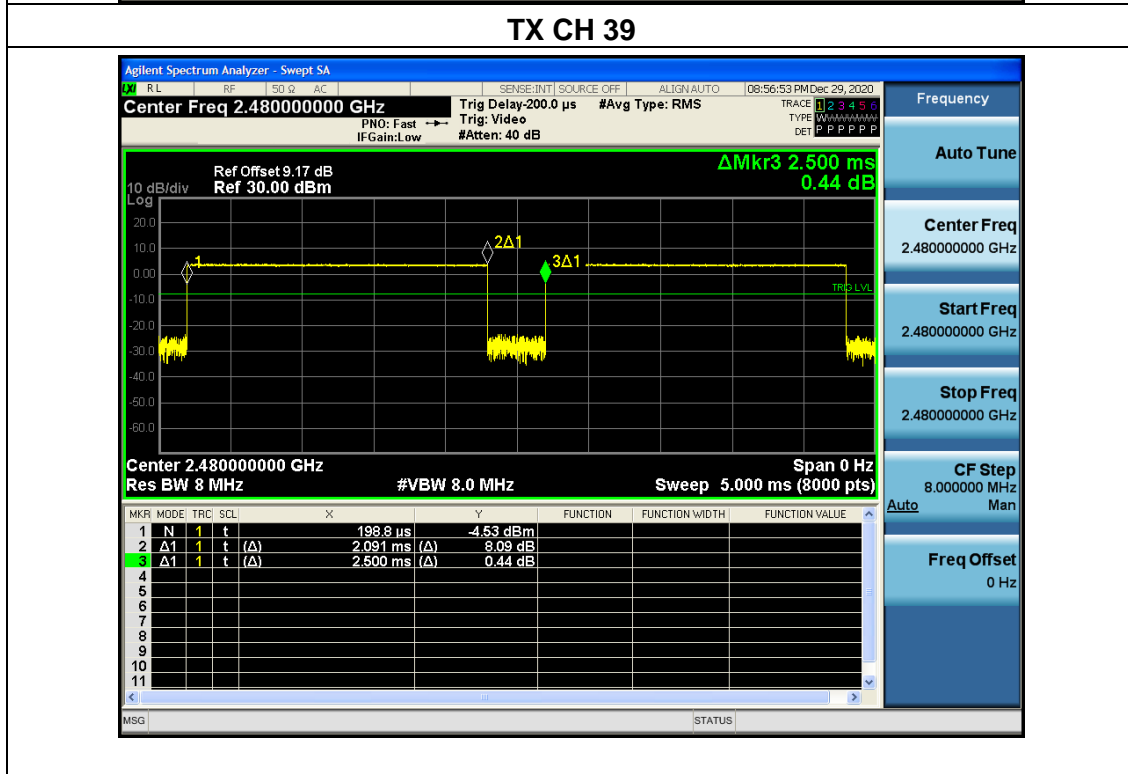 TX CH 39
Agilent Spectrum Analyzer - Swept SA
LXI RL RF 50 Ω AC SENSE:INT SOURCE OFF ALIGN AUTO 08:56:53 PM Dec 29, 2020
Center Freq 2.480000000 GHz
PNO: Fast
IFGain:Low
Trig Delay-200.0 µs #Avg Type: RMS
Trig: Video
#Atten: 40 dB
TRACE 1 2 3 4 5 6
TYPE WWWWWW
DET P P P P P P
ΔMkr3 2.500 ms
0.44 dB
Ref Offset 9.17 dB
10 dB/div Ref 30.00 dBm
Log
20.0
10.0
0.00
-10.0
-20.0
-30.0
-40.0
-50.0
-60.0
1
2Δ1
3Δ1
TRIG LVL
Center 2.480000000 GHz Span 0 Hz
Res BW 8 MHz #VBW 8.0 MHz Sweep 5.000 ms (8000 pts)
MKR MODE TRC SCL X Y FUNCTION FUNCTION WIDTH FUNCTION VALUE
1 N 1 t 198.8 µs -4.53 dBm
2 Δ1 1 t (Δ) 2.091 ms (Δ) 8.09 dB
3 Δ1 1 t (Δ) 2.500 ms (Δ) 0.44 dB
4
5
6
7
8
9
10
11
MSG STATUS
Frequency
Auto Tune
Center Freq
2.480000000 GHz
Start Freq
2.480000000 GHz
Stop Freq
2.480000000 GHz
CF Step
8.000000 MHz
Auto Man
Freq Offset
0 Hz